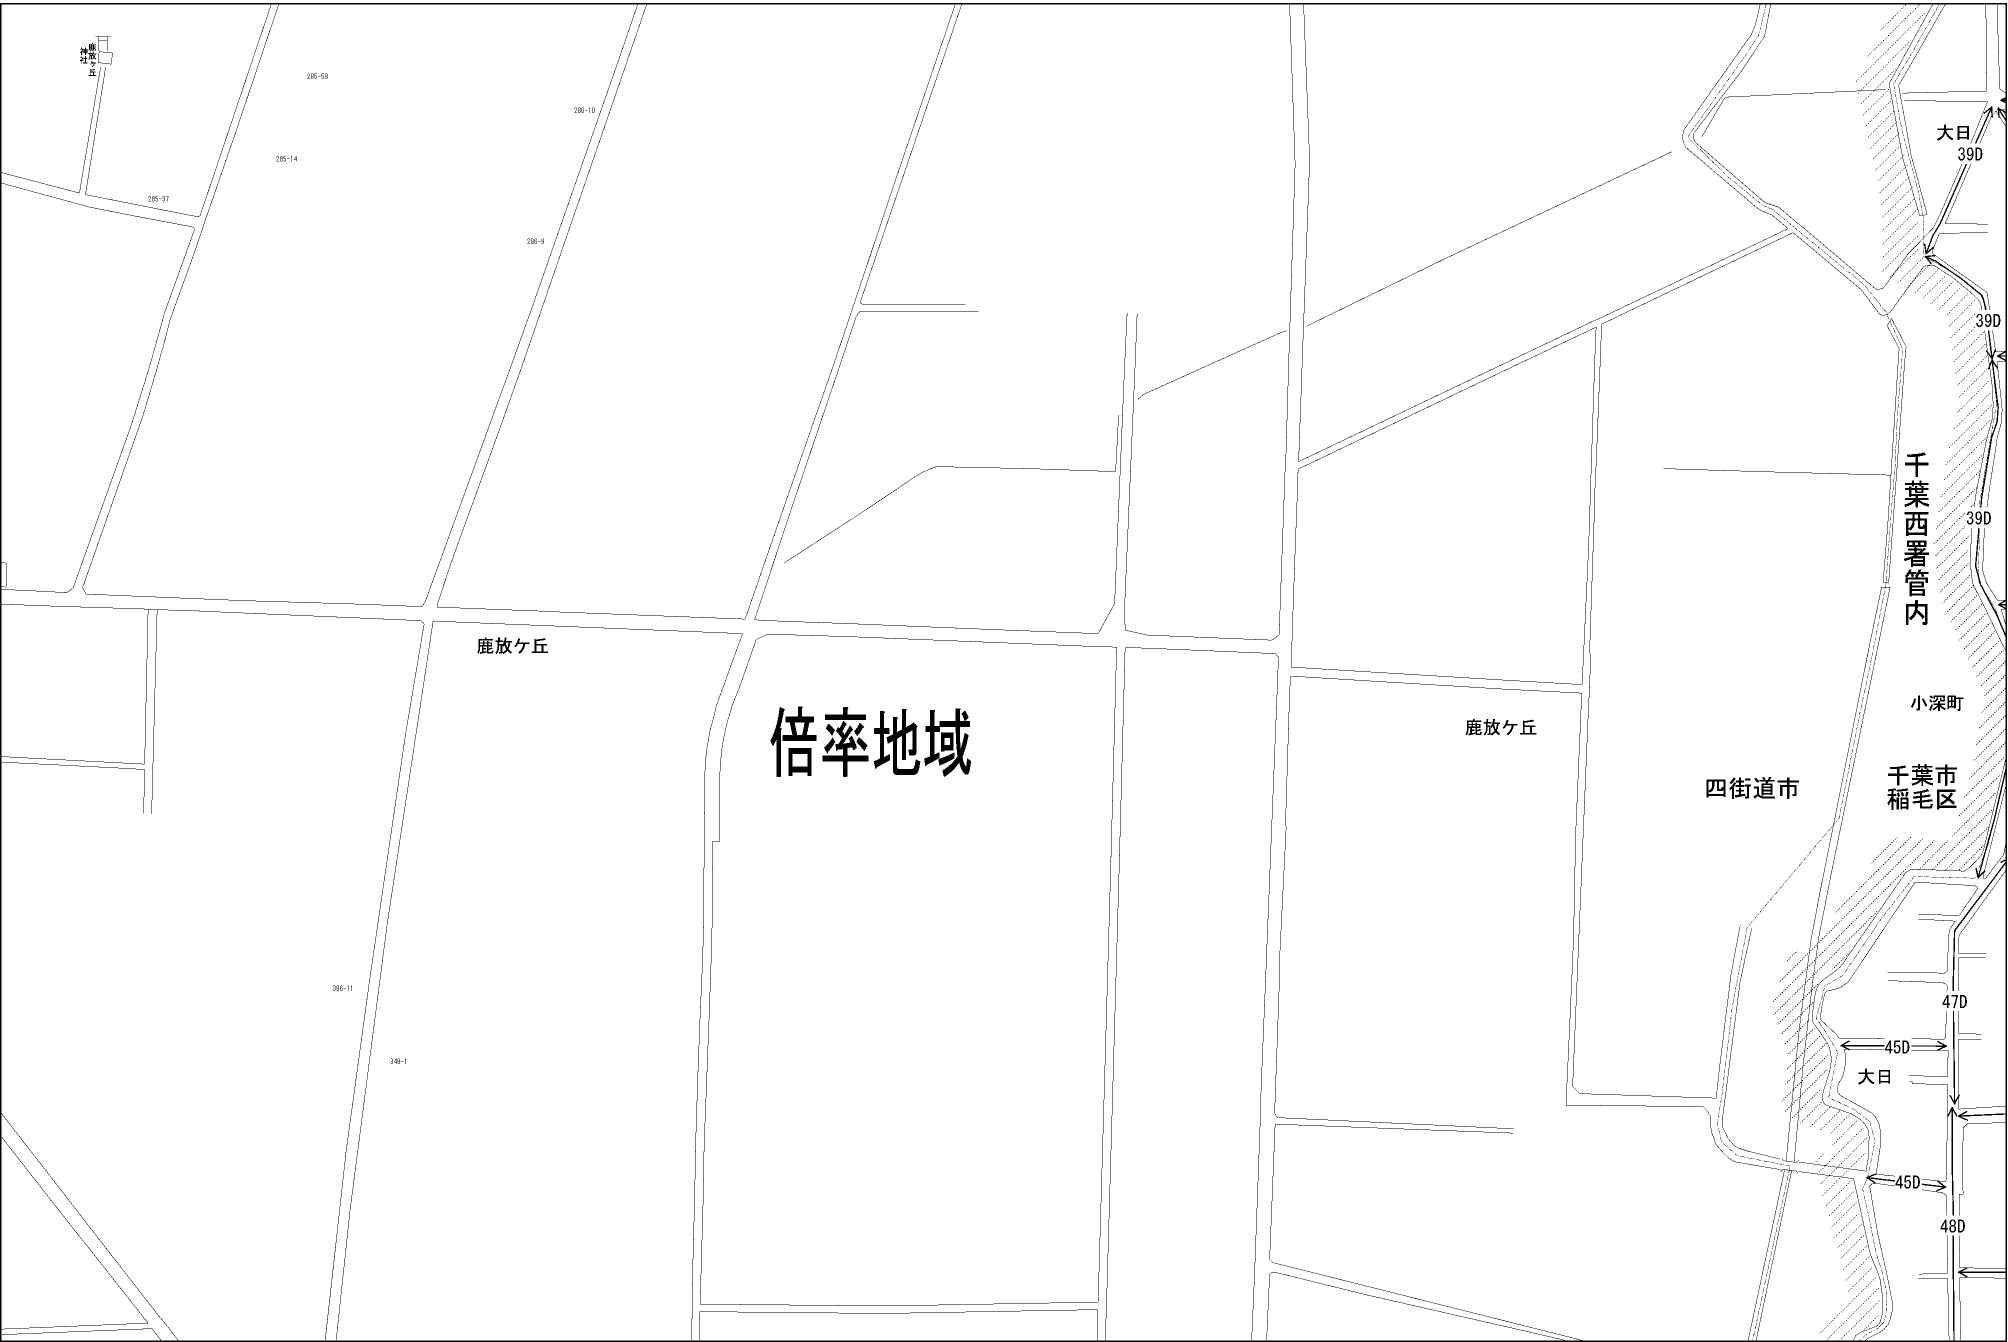 鹿放ヶ丘
神社
285-59
286-10
285-14
285-37
286-9
大日
39D
39D
39D
千葉西署管内
鹿放ケ丘
倍率地域
鹿放ケ丘
小深町
四街道市
千葉市
稲毛区
396-11
349-1
47D
45D
大日
45D
48D